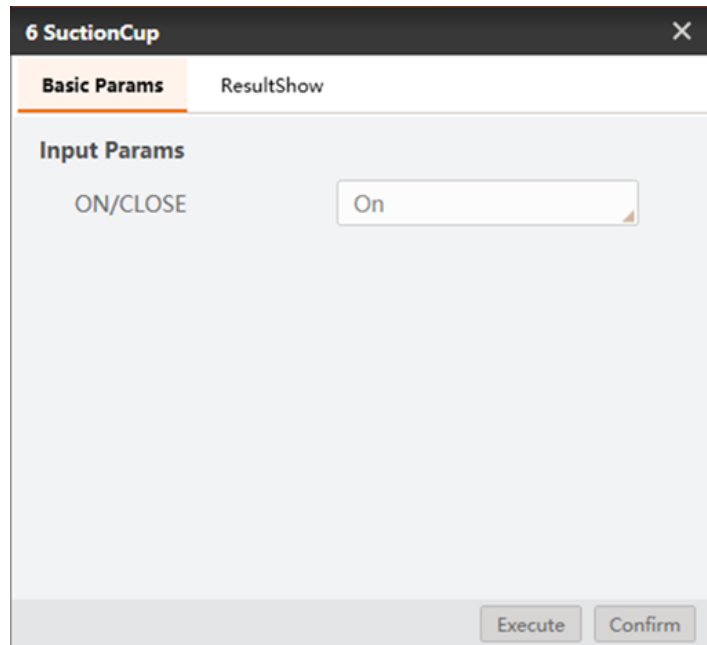 6 SuctionCup
Basic Params ResultShow
Input Params
ON/CLOSE On
Execute Confirm